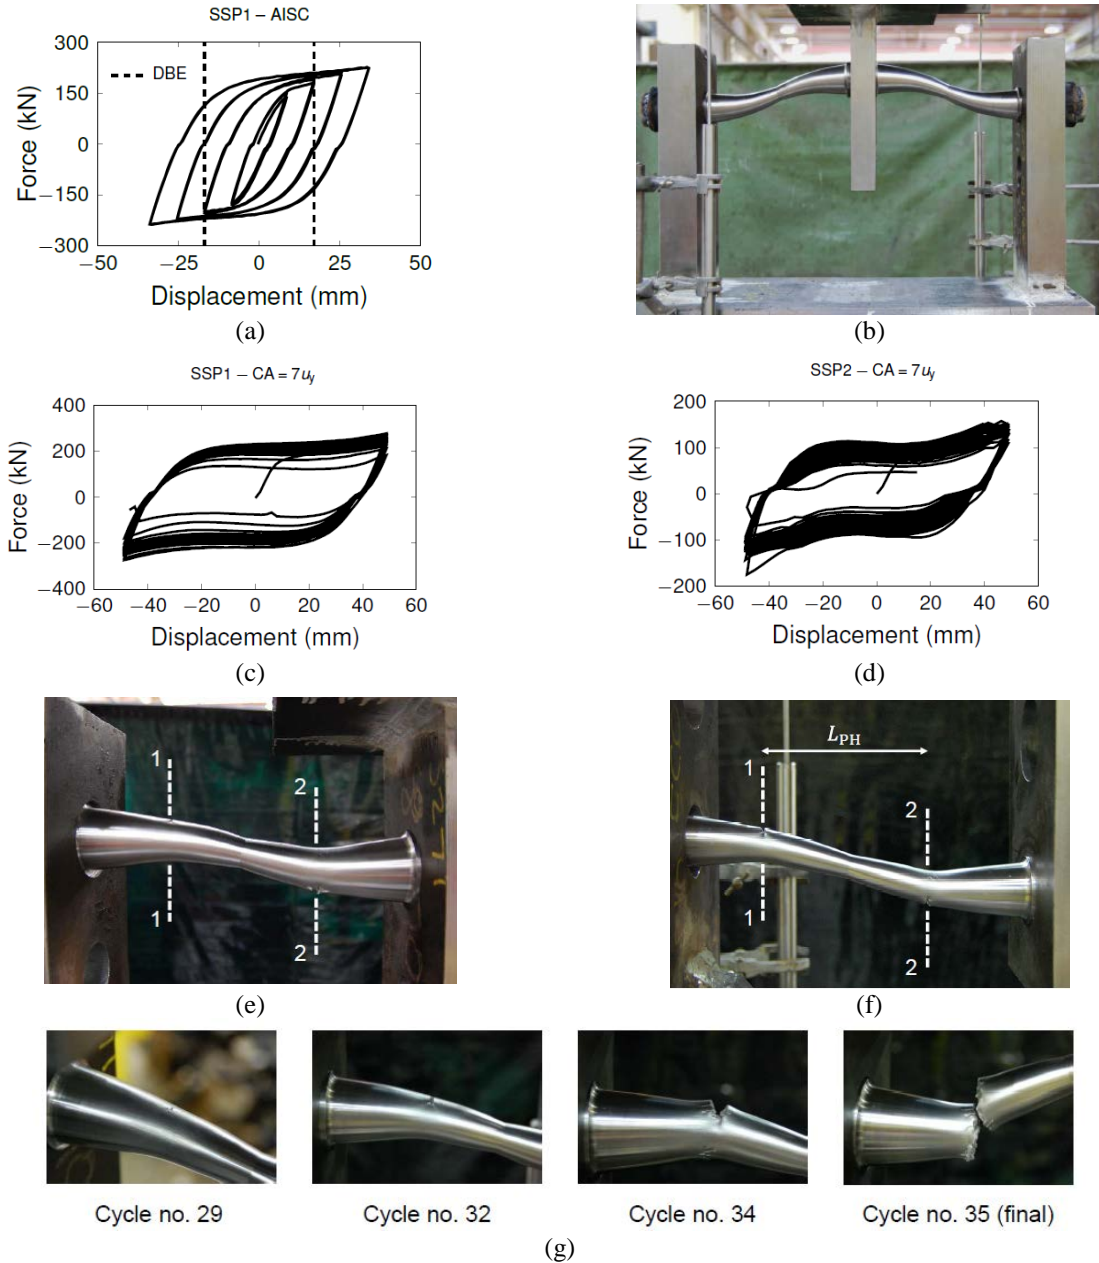 SSP1 – AISC
300
150
0
−150
−300
DBE
Force (kN)
−50 −25 0 25 50
Displacement (mm)
(a)
(b)
SSP1 – CA = 7uy
400
200
0
−200
−400
Force (kN)
−60 −40 −20 0 20 40 60
Displacement (mm)
(c)
SSP2 – CA = 7uy
200
100
0
−100
−200
Force (kN)
−60 −40 −20 0 20 40 60
Displacement (mm)
(d)
1
2
1
2
(e)
LPH
1
2
1
2
(f)
Cycle no. 29
Cycle no. 32
Cycle no. 34
Cycle no. 35 (final)
(g)